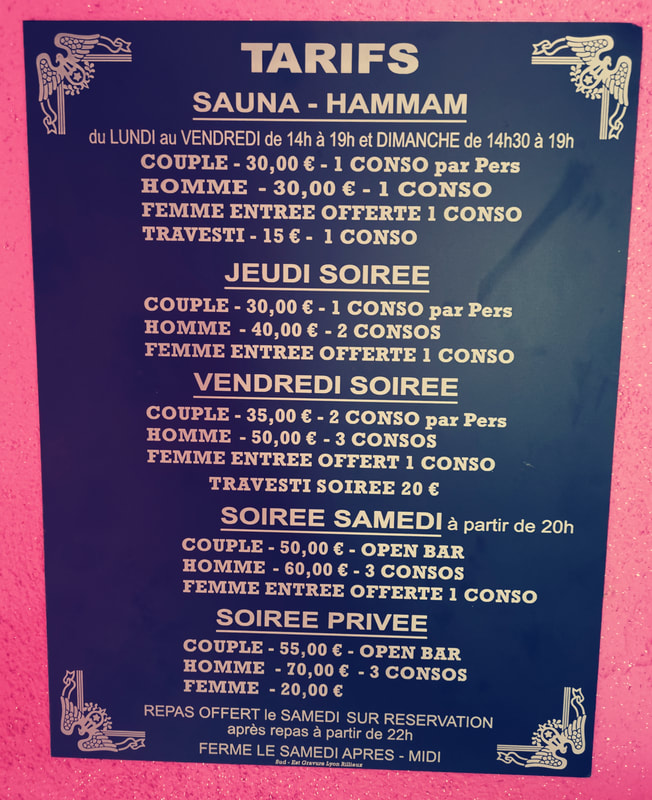 TARIFS
SAUNA - HAMMAM
du LUNDI au VENDREDI de 14h à 19h et DIMANCHE de 14h30 à 19h
COUPLE - 30,00 € - 1 CONSO par Pers
HOMME - 30,00 € - 1 CONSO
FEMME ENTREE OFFERTE 1 CONSO
TRAVESTI - 15 € - 1 CONSO
JEUDI SOIREE
COUPLE - 30,00 € - 1 CONSO par Pers
HOMME - 40,00 € - 2 CONSOS
FEMME ENTREE OFFERTE 1 CONSO
VENDREDI SOIREE
COUPLE - 35,00 € - 2 CONSO par Pers
HOMME - 50,00 € - 3 CONSOS
FEMME ENTREE OFFERT 1 CONSO
TRAVESTI SOIREE 20 €
SOIREE SAMEDI à partir de 20h
COUPLE - 50,00 € - OPEN BAR
HOMME - 60,00 € - 3 CONSOS
FEMME ENTREE OFFERTE 1 CONSO
SOIREE PRIVEE
COUPLE - 55,00 € - OPEN BAR
HOMME - 70,00 € - 3 CONSOS
FEMME - 20,00 €
REPAS OFFERT le SAMEDI SUR RESERVATION
après repas à partir de 22h
FERME LE SAMEDI APRES - MIDI
Sud - Est Gravure Lyon Rillieux